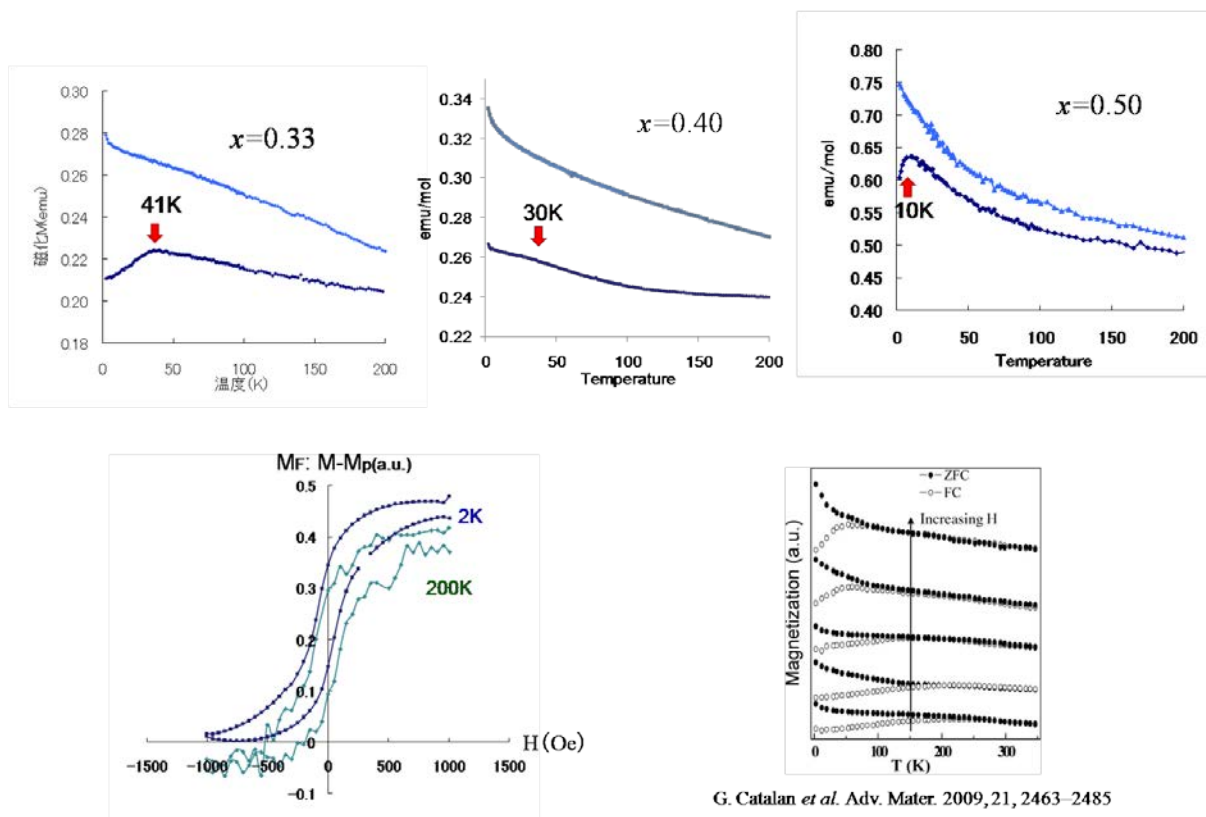 0.30
0.28
0.26
0.24
0.22
0.20
0.18
磁化M(emu)
x=0.33
41K
0
50
100
150
200
温度(K)
0.34
0.32
0.30
0.28
0.26
0.24
0.22
emu/mol
x=0.40
30K
0
50
100
150
200
Temperature
0.80
0.75
0.70
0.65
0.60
0.55
0.50
0.45
0.40
emu/mol
x=0.50
10K
0
50
100
150
200
Temperature
MF: M-MP(a.u.)
0.5
0.4
0.3
0.2
0.1
0
-0.1
2K
200K
H(Oe)
-1500
-1000
-500
0
500
1000
1500
ZFC
FC
Increasing H
Magnetization (a.u.)
0
100
200
300
T (K)
G. Catalan et al. Adv. Mater. 2009, 21, 2463–2485